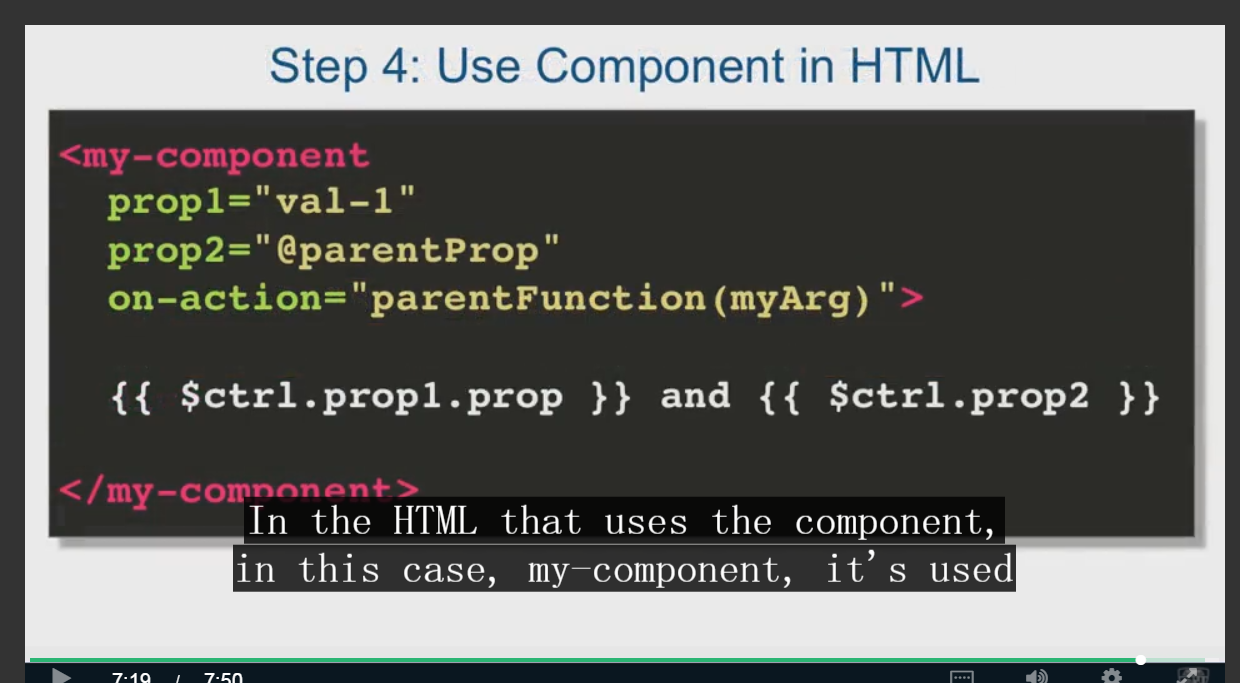 Step 4: Use Component in HTML
<my-component
prop1="val-1"
prop2="@parentProp"
on-action="parentFunction(myArg)">
{{ $ctrl.prop1.prop }} and {{ $ctrl.prop2 }}
</my-component>
In the HTML that uses the component,
in this case, my-component, it's used
7:19 / 7:50